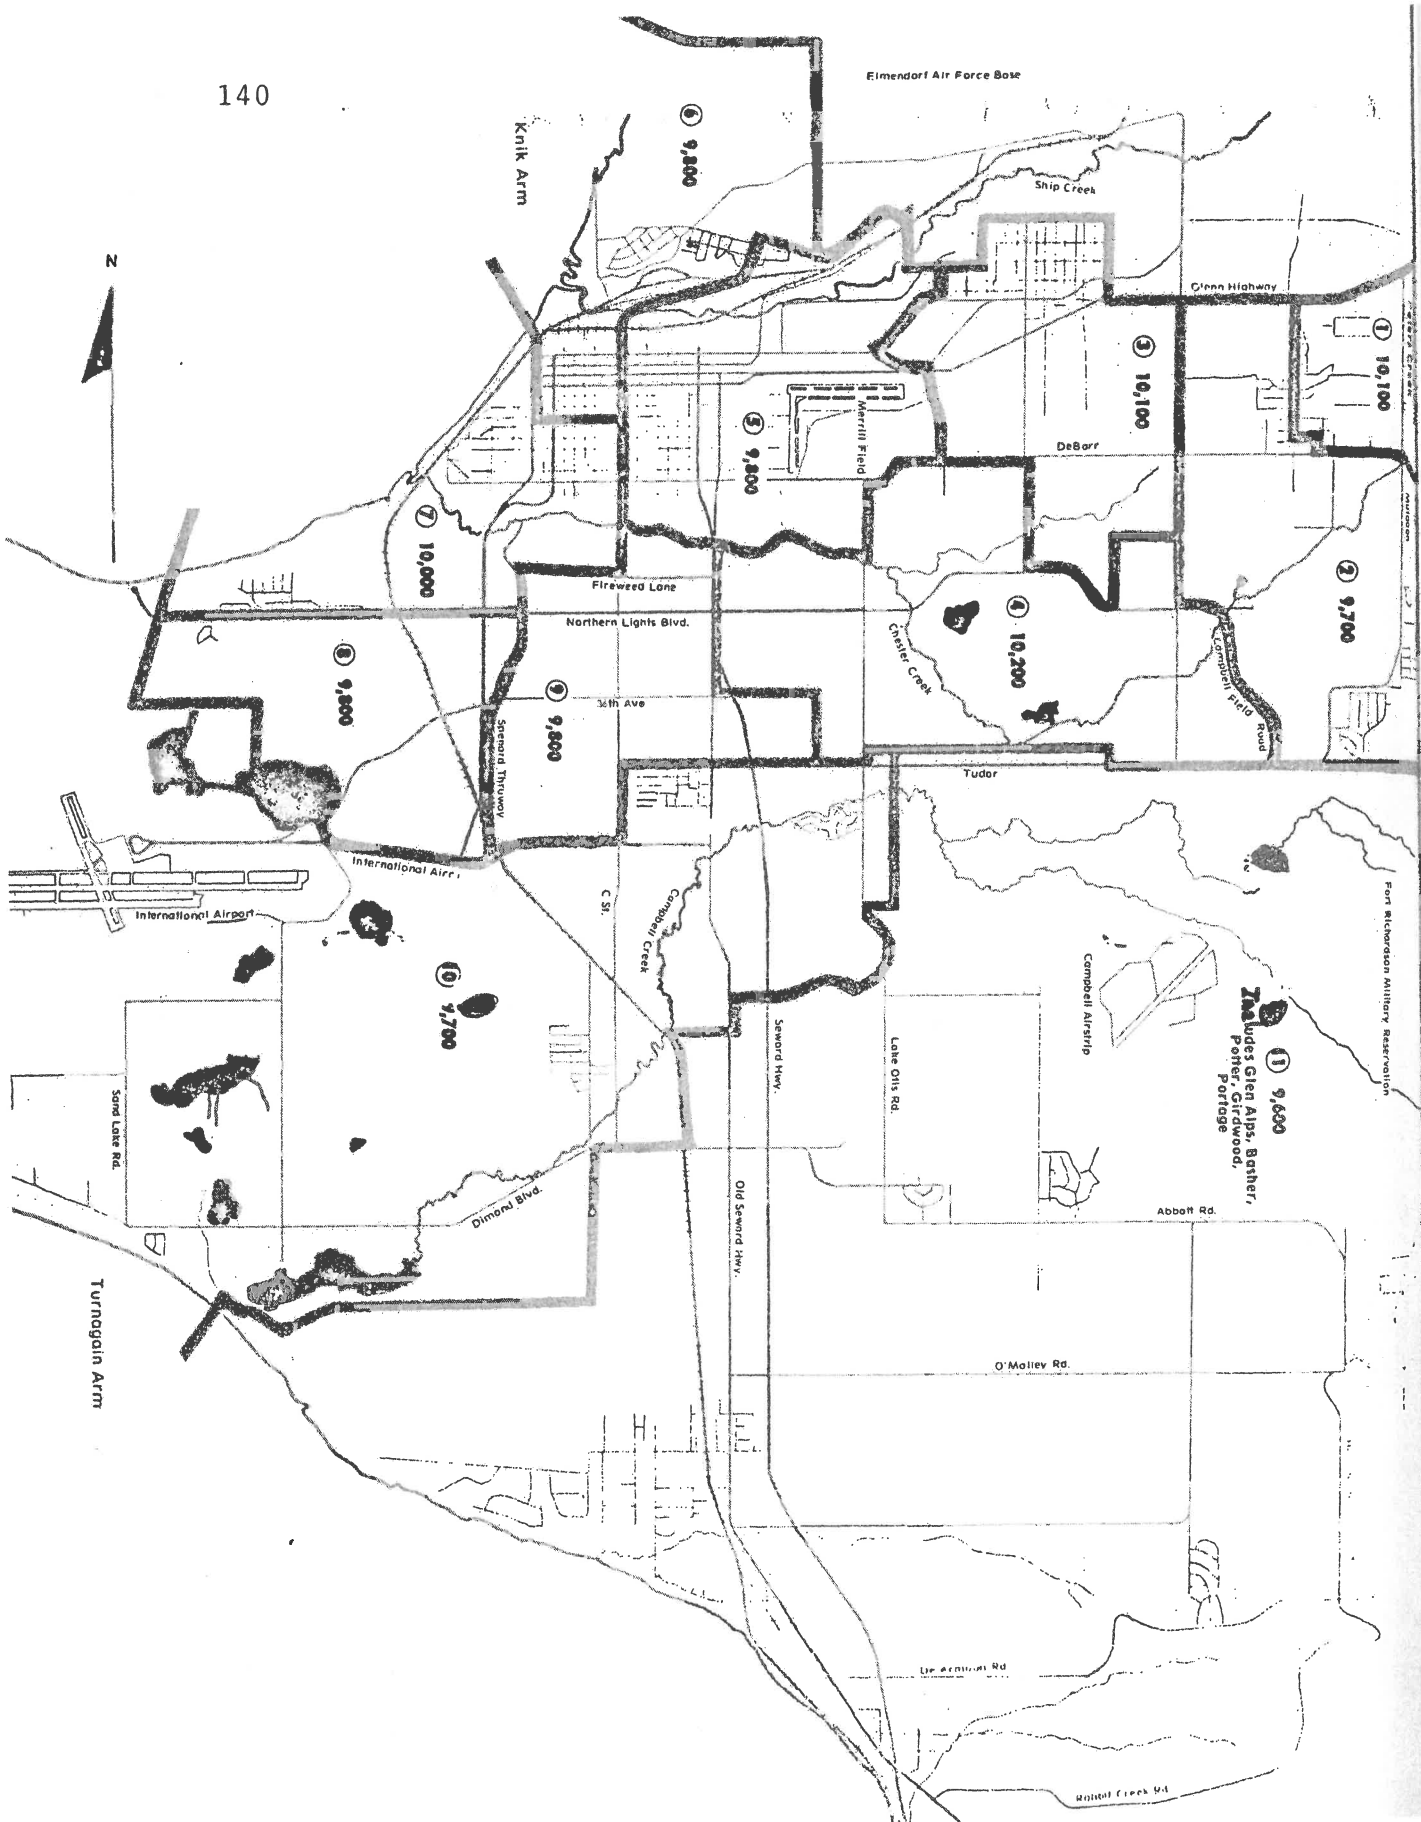 140
Elmendorf Air Force Base
Knik Arm
⑥ 9,800
Ship Creek
N
Glenn Highway
① 10,100
③ 10,100
⑤ 9,800
Merrill Field
DeBarr
⑦ 10,000
② 9,700
Fireweed Lane
Northern Lights Blvd.
④ 10,200
Chester Creek
Campbell Field Road
⑧ 9,800
⑨ 9,800
36th Ave
Spenard Thruway
Tudor
International Airport
C St.
Campbell Creek
Fort Richardson Military Reservation
Campbell Airstrip
⑩ 9,700
Seward Hwy.
Lake Otis Rd.
⑪ 9,600
Includes Glen Alps, Basher,
Potter, Girdwood,
Portage
Sand Lake Rd.
Dimond Blvd.
Old Seward Hwy.
Abbott Rd.
Turnagain Arm
O'Malley Rd.
De Armoun Rd
Rabbit Creek Rd